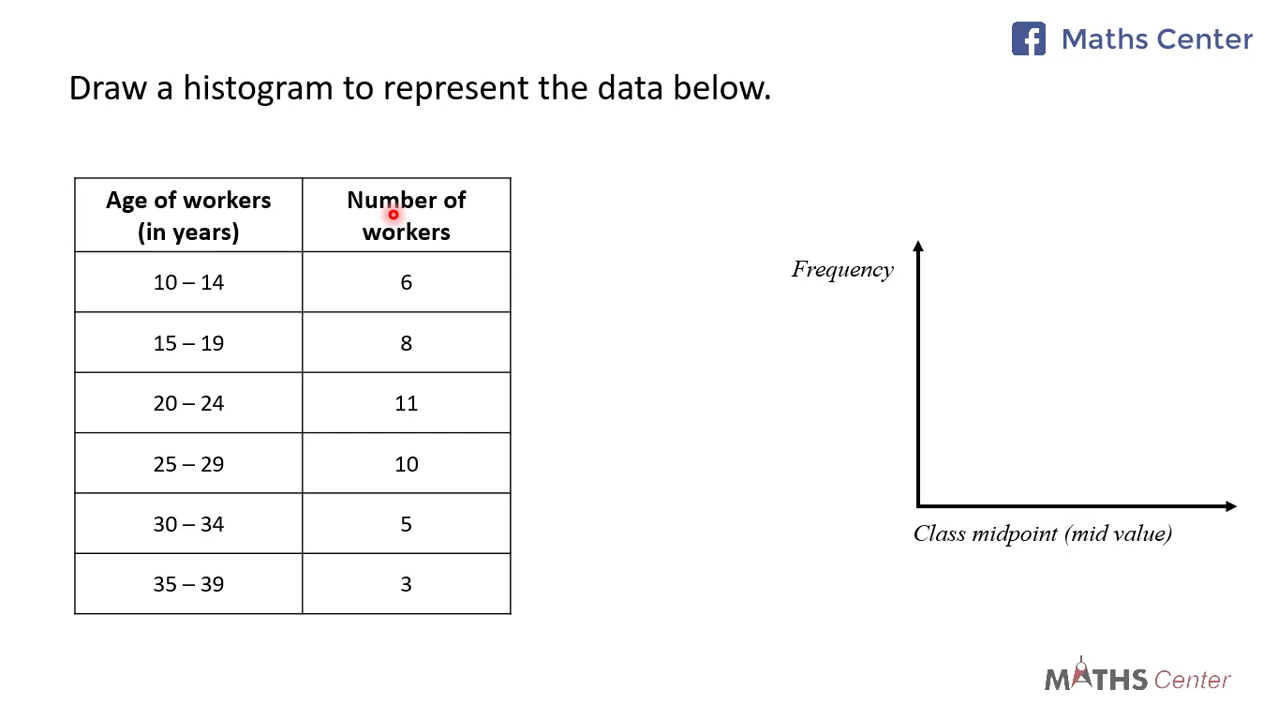 Maths Center
Draw a histogram to represent the data below.
Age of workers (in years) Number of workers
10 – 14 6
15 – 19 8
20 – 24 11
25 – 29 10
30 – 34 5
35 – 39 3
Frequency
Class midpoint (mid value)
MATHS Center